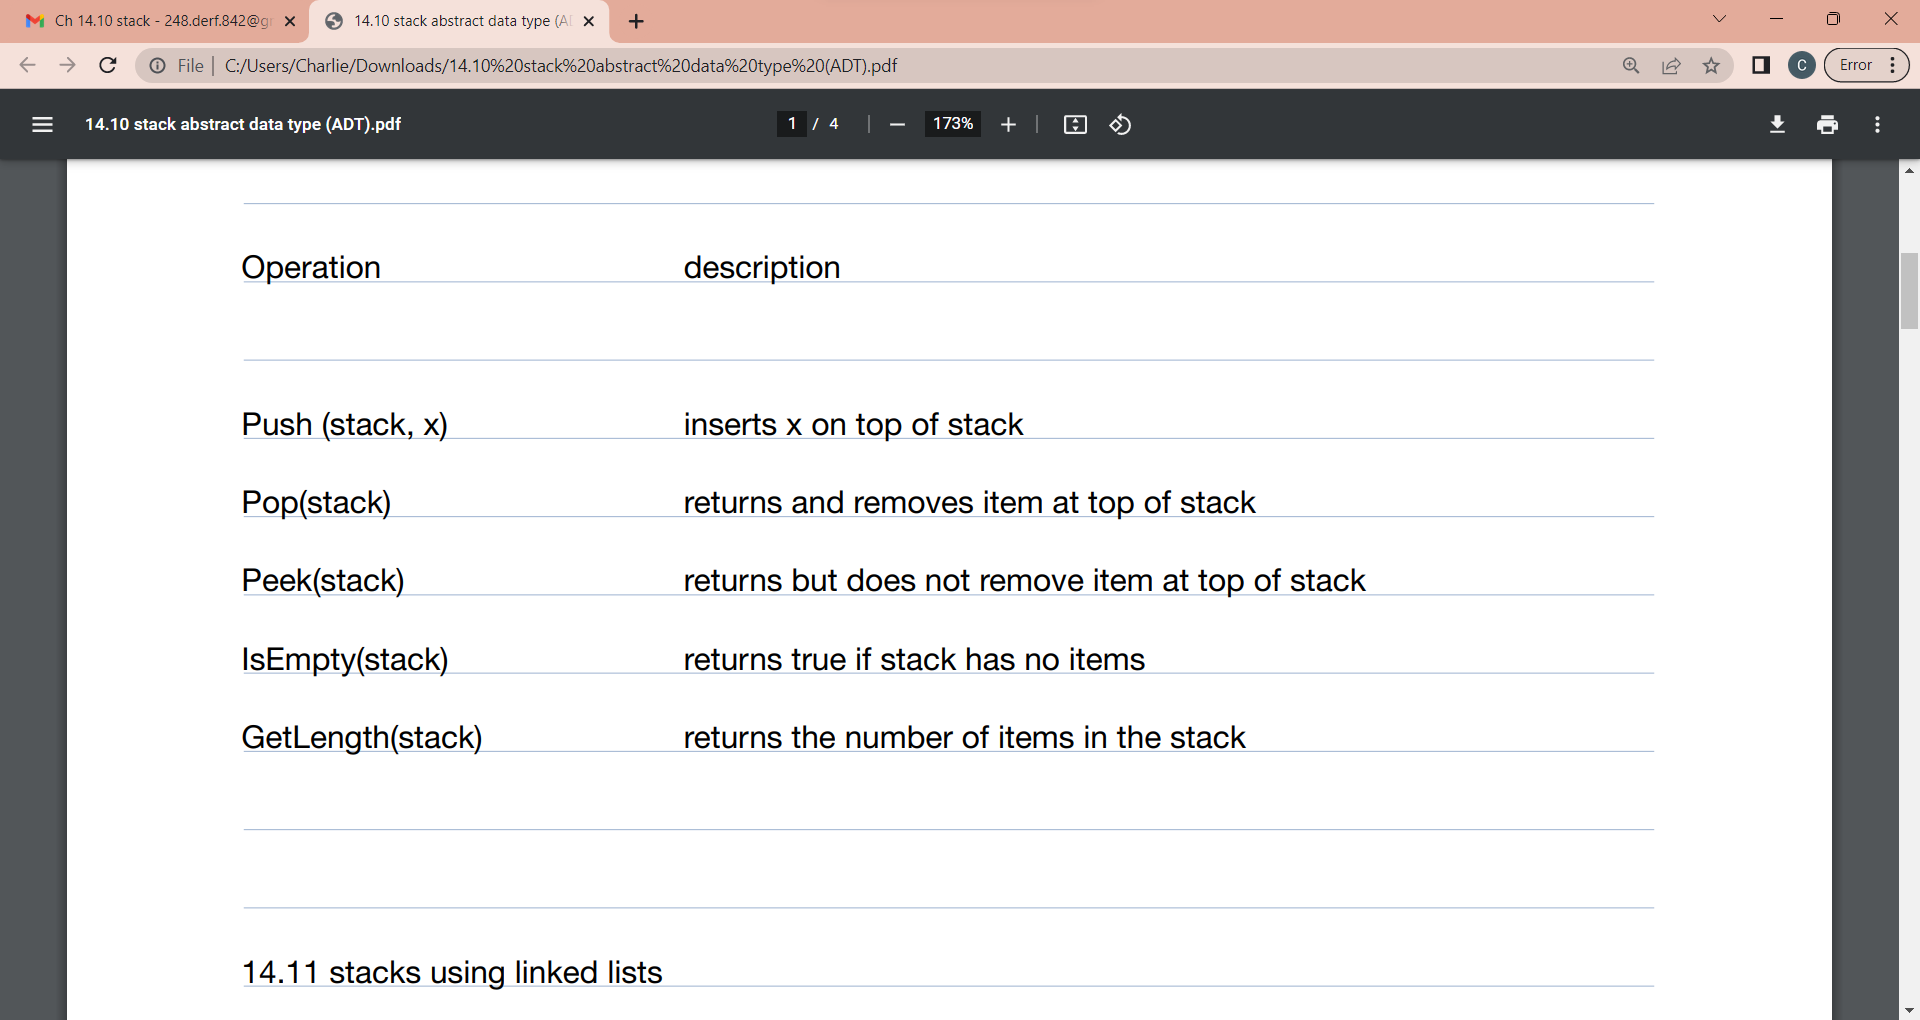 Ch 14.10 stack - 248.derf.842@g
14.10 stack abstract data type (A
File
C:/Users/Charlie/Downloads/14.10%20stack%20abstract%20data%20type%20(ADT).pdf
C
Error
14.10 stack abstract data type (ADT).pdf
1 / 4
173%
Operation description
Push (stack, x) inserts x on top of stack
Pop(stack) returns and removes item at top of stack
Peek(stack) returns but does not remove item at top of stack
IsEmpty(stack) returns true if stack has no items
GetLength(stack) returns the number of items in the stack
14.11 stacks using linked lists